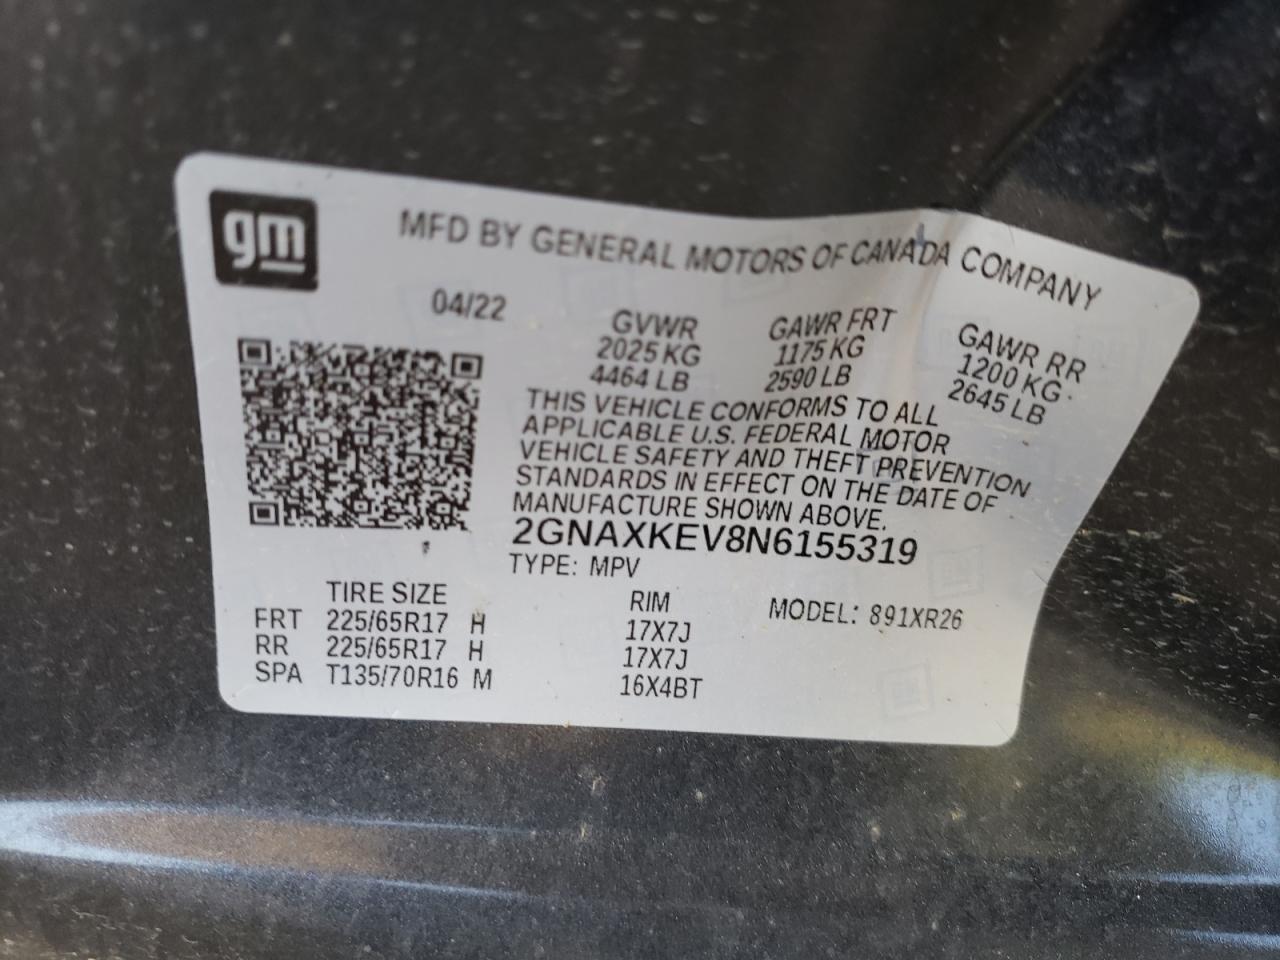 gm
MFD BY GENERAL MOTORS OF CANADA COMPANY
04/22
GVWR
2025 KG
4464 LB
GAWR FRT
1175 KG
2590 LB
GAWR RR
1200 KG
2645 LB
THIS VEHICLE CONFORMS TO ALL
APPLICABLE U.S. FEDERAL MOTOR
VEHICLE SAFETY AND THEFT PREVENTION
STANDARDS IN EFFECT ON THE DATE OF
MANUFACTURE SHOWN ABOVE.
2GNAXKEV8N6155319
TYPE: MPV
MODEL: 891XR26
TIRE SIZE RIM
FRT 225/65R17 H 17X7J
RR 225/65R17 H 17X7J
SPA T135/70R16 M 16X4BT